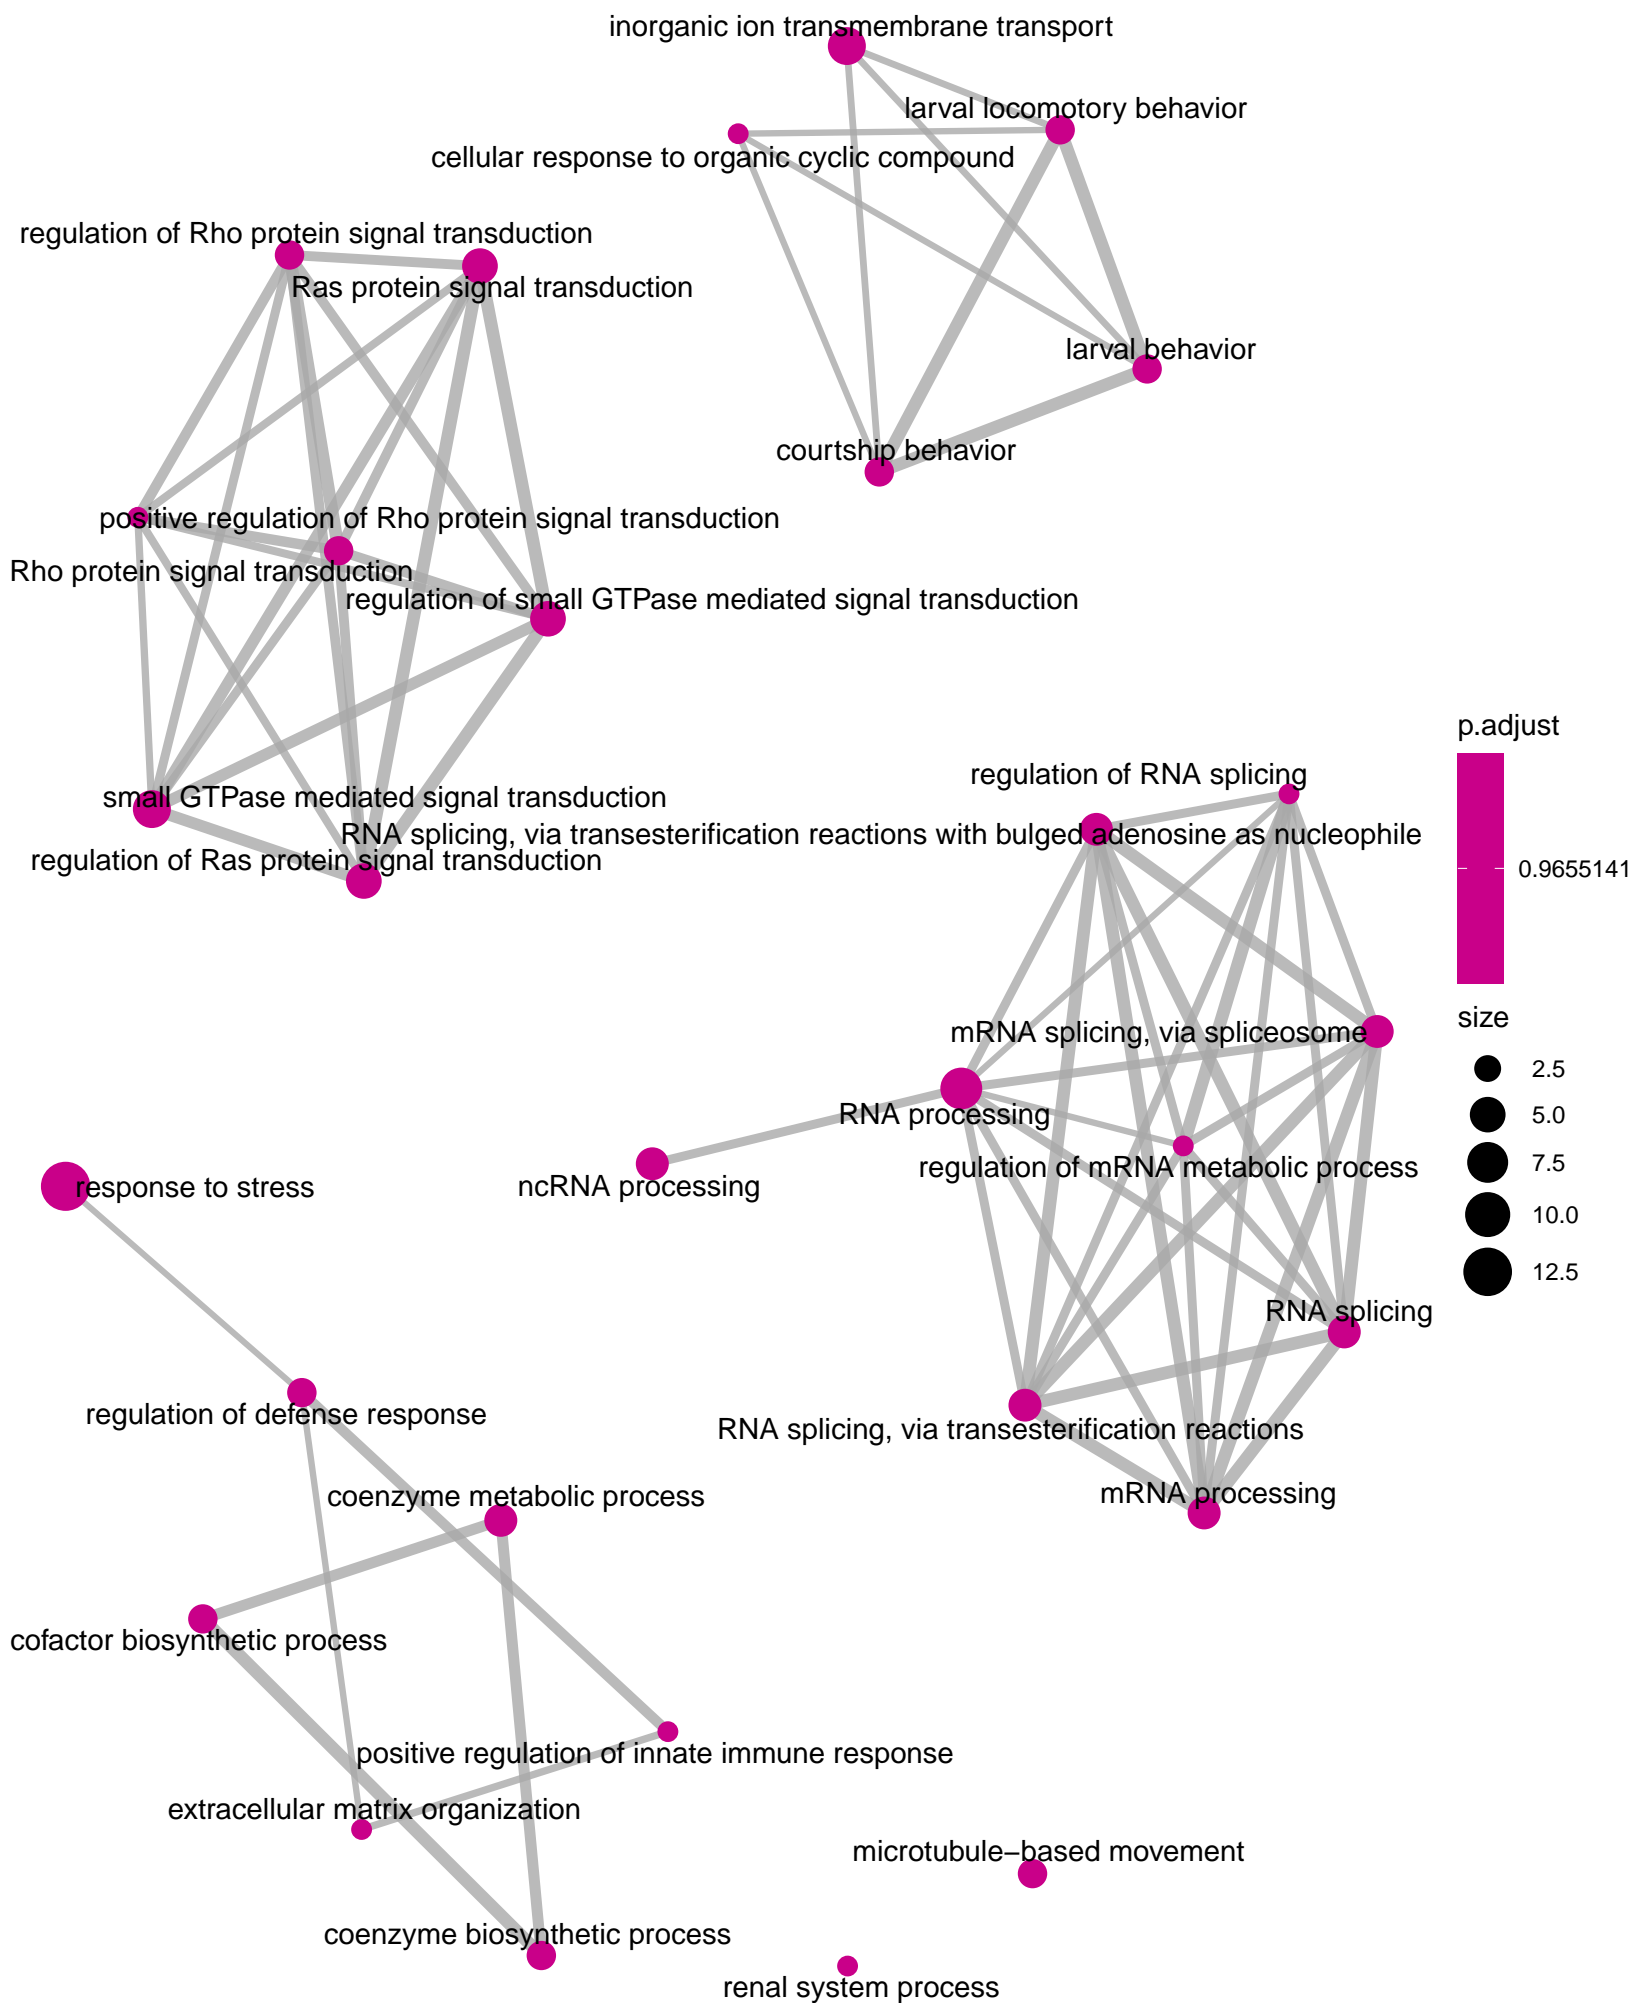 inorganic ion transmembrane transport
larval locomotory behavior
cellular response to organic cyclic compound
regulation of Rho protein signal transduction
Ras protein signal transduction
larval behavior
courtship behavior
positive regulation of Rho protein signal transduction
Rho protein signal transduction
regulation of small GTPase mediated signal transduction
p.adjust
regulation of RNA splicing
small GTPase mediated signal transduction
RNA splicing, via transesterification reactions with bulged adenosine as nucleophile
regulation of Ras protein signal transduction
0.9655141
size
mRNA splicing, via spliceosome
2.5
RNA processing
5.0
regulation of mRNA metabolic process
7.5
ncRNA processing
response to stress
10.0
12.5
RNA splicing
regulation of defense response
RNA splicing, via transesterification reactions
coenzyme metabolic process
mRNA processing
cofactor biosynthetic process
positive regulation of innate immune response
extracellular matrix organization
microtubule−based movement
coenzyme biosynthetic process
renal system process